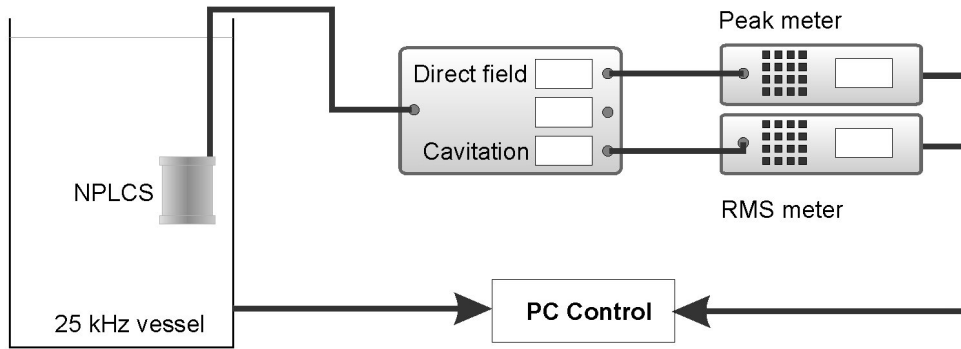 Peak meter
Direct field
Cavitation
NPLCS
RMS meter
PC Control
25 kHz vessel